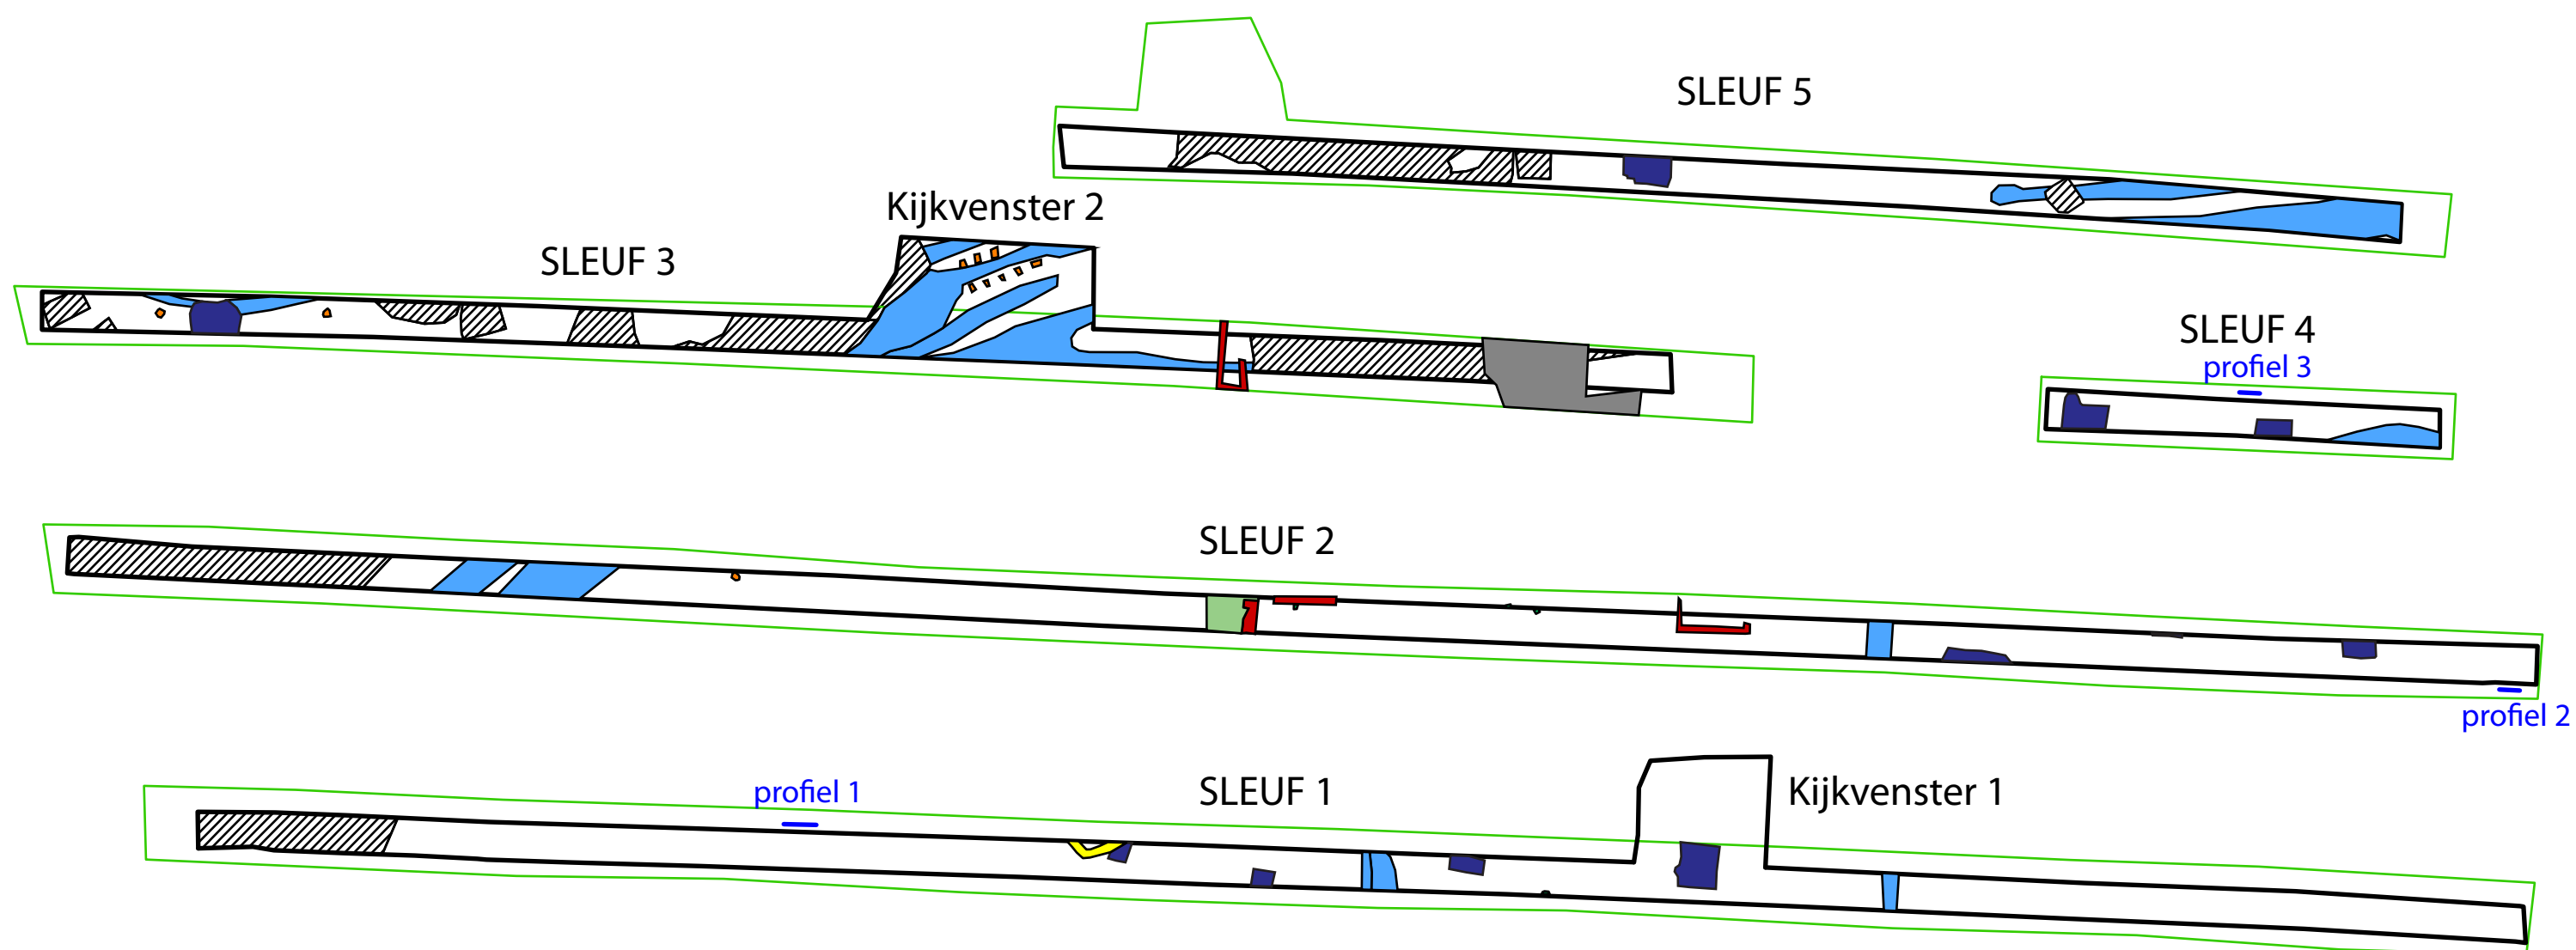 SLEUF 5
Kijkvenster 2
SLEUF 3
SLEUF 4
profiel 3
SLEUF 2
profiel 2
profiel 1
SLEUF 1
Kijkvenster 1